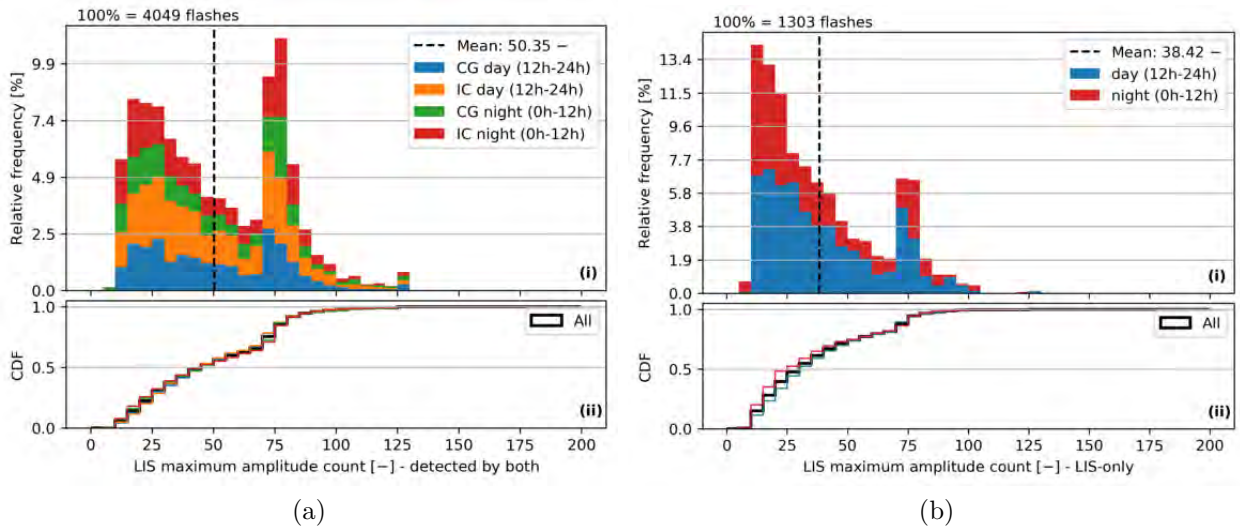 100% = 4049 flashes
Mean: 50.35 −
CG day (12h-24h)
IC day (12h-24h)
CG night (0h-12h)
IC night (0h-12h)
Relative frequency [%]
9.9
7.4
4.9
2.5
0.0
(i)
All
CDF
1.0
0.5
0.0
(ii)
0 25 50 75 100 125 150 175 200
LIS maximum amplitude count [−] - detected by both
(a)
100% = 1303 flashes
Mean: 38.42 −
day (12h-24h)
night (0h-12h)
Relative frequency [%]
13.4
11.5
9.6
7.7
5.8
3.8
1.9
0.0
(i)
All
CDF
1.0
0.5
0.0
(ii)
0 25 50 75 100 125 150 175 200
LIS maximum amplitude count [−] - LIS-only
(b)